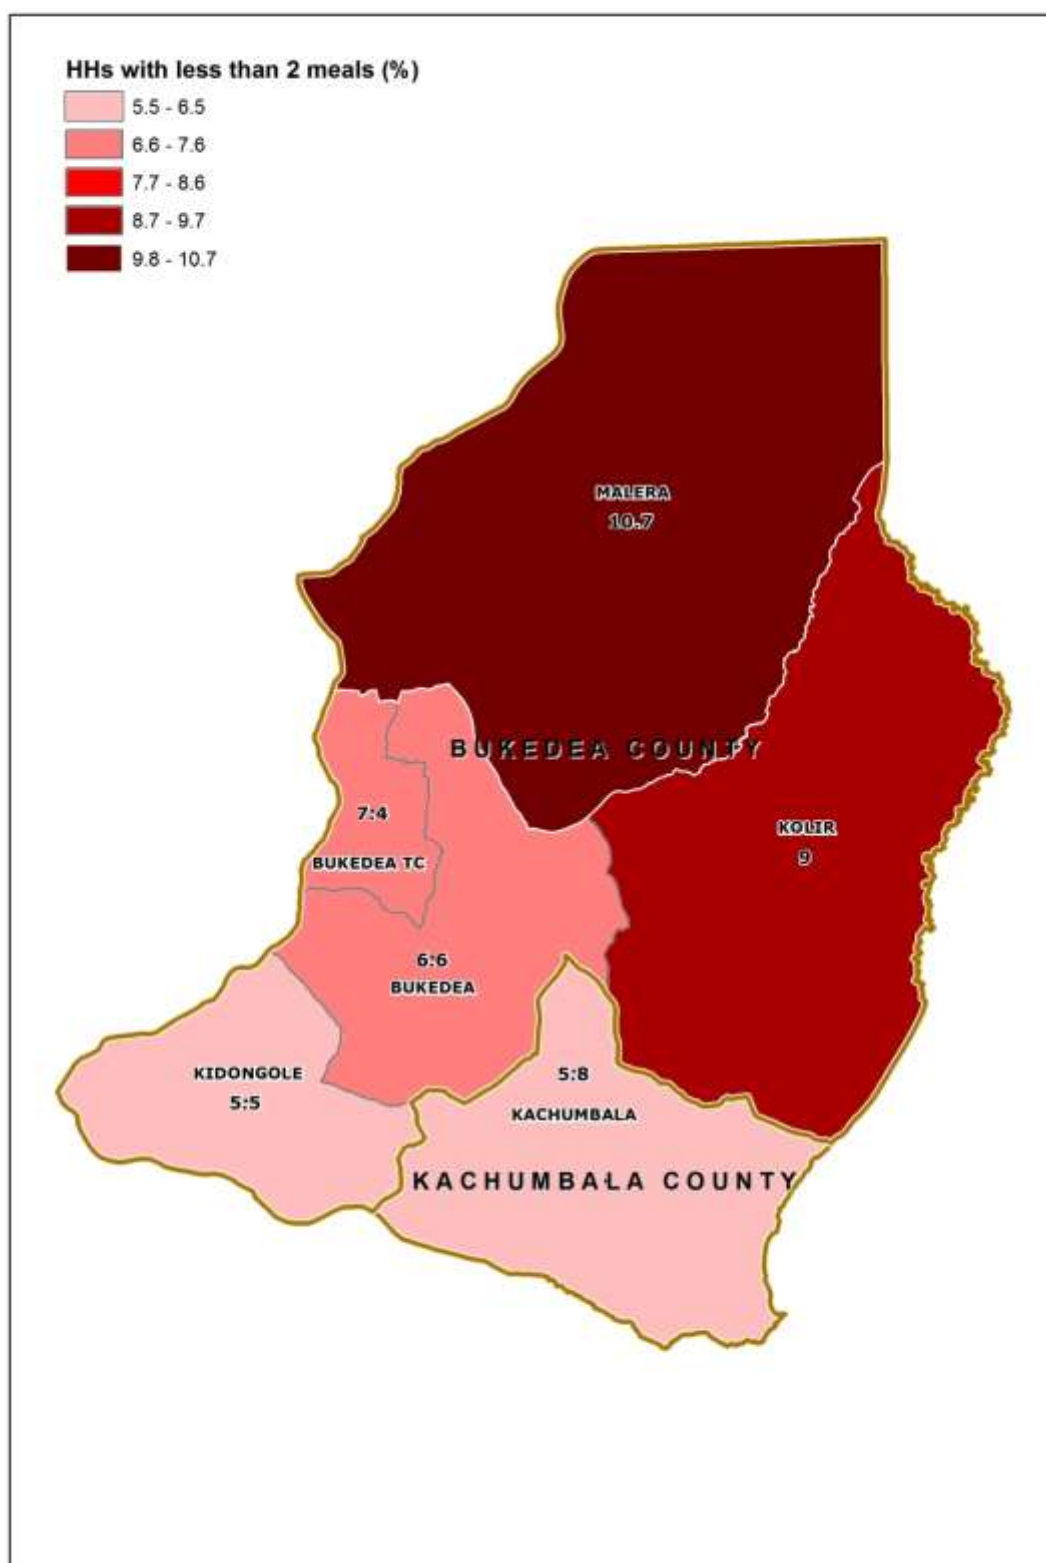 HHs with less than 2 meals (%)
5.5 - 6.5
6.6 - 7.6
7.7 - 8.6
8.7 - 9.7
9.8 - 10.7
MALERA
10.7
BUKEDEA COUNTY
7:4
BUKEDEA TC
KOLIR
9
6:6
BUKEDEA
KIDONGOLE
5:5
5:8
KACHUMBALA
KACHUMBALA COUNTY